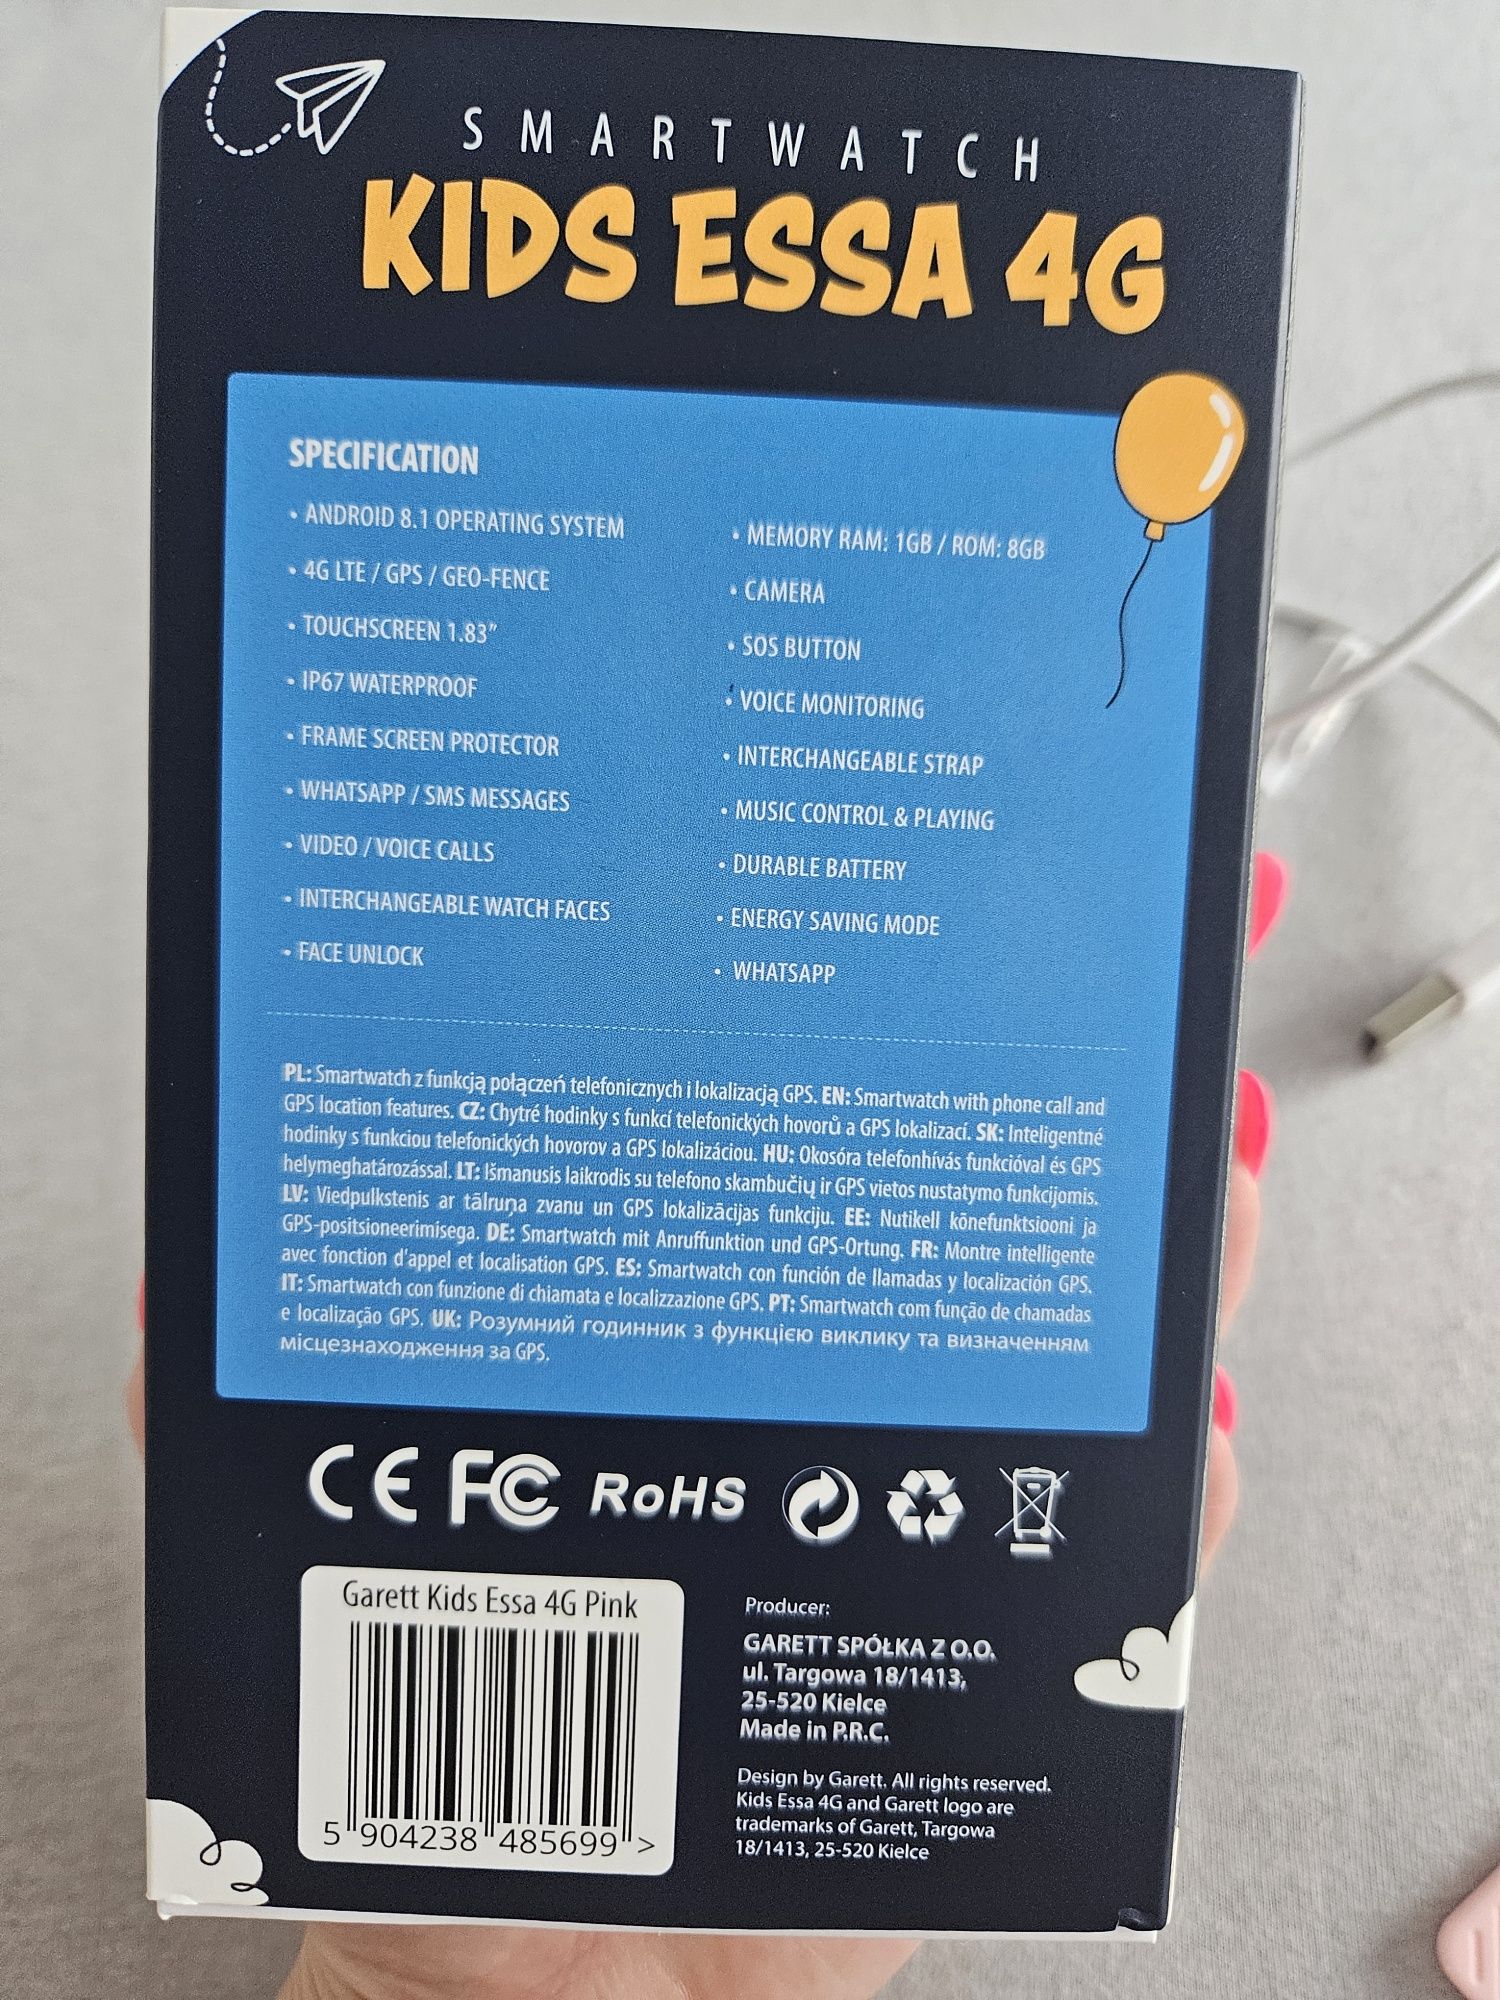 SMARTWATCH
KIDS ESSA 4G
SPECIFICATION
• ANDROID 8.1 OPERATING SYSTEM
• 4G LTE / GPS / GEO-FENCE
• TOUCHSCREEN 1.83”
• IP67 WATERPROOF
• FRAME SCREEN PROTECTOR
• WHATSAPP / SMS MESSAGES
• VIDEO / VOICE CALLS
• INTERCHANGEABLE WATCH FACES
• FACE UNLOCK
• MEMORY RAM: 1GB / ROM: 8GB
• CAMERA
• SOS BUTTON
• VOICE MONITORING
• INTERCHANGEABLE STRAP
• MUSIC CONTROL & PLAYING
• DURABLE BATTERY
• ENERGY SAVING MODE
• WHATSAPP
PL: Smartwatch z funkcją połączeń telefonicznych i lokalizacją GPS. EN: Smartwatch with phone call and
GPS location features. CZ: Chytré hodinky s funkcí telefonických hovorů a GPS lokalizací. SK: Inteligentné
hodinky s funkciou telefonických hovorov a GPS lokalizáciou. HU: Okosóra telefonhívás funkcióval és GPS
helymeghatározással. LT: Išmanusis laikrodis su telefono skambučių ir GPS vietos nustatymo funkcijomis.
LV: Viedpulkstenis ar tālruņa zvanu un GPS lokalizācijas funkciju. EE: Nutikell kõnefunktsiooni ja
GPS-positsioneerimisega. DE: Smartwatch mit Anruffunktion und GPS-Ortung. FR: Montre intelligente
avec fonction d’appel et localisation GPS. ES: Smartwatch con función de llamadas y localización GPS.
IT: Smartwatch con funzione di chiamata e localizzazione GPS. PT: Smartwatch com função de chamadas
e localização GPS. UK: Розумний годинник з функцією виклику та визначенням
місцезнаходження за GPS.
CE FC RoHS
Garett Kids Essa 4G Pink
5 904238 485699 >
Producer:
GARETT SPÓŁKA Z O.O.
ul. Targowa 18/1413,
25-520 Kielce
Made in P.R.C.
Design by Garett. All rights reserved.
Kids Essa 4G and Garett logo are
trademarks of Garett, Targowa
18/1413, 25-520 Kielce